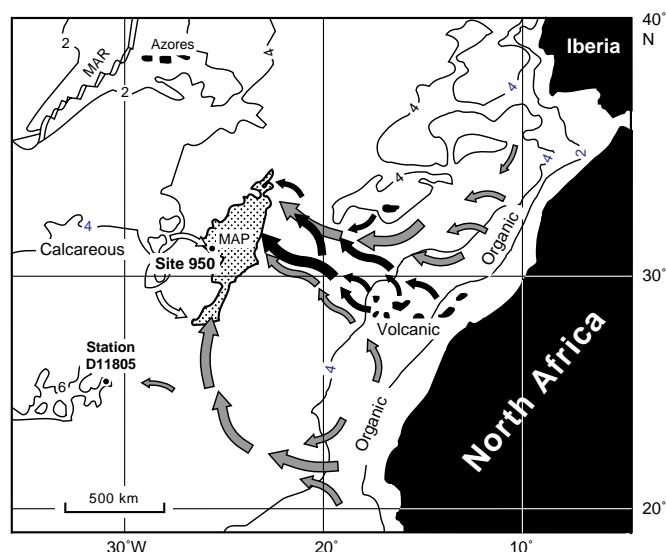 40°
N
2
Azores
4
Iberia
MAR
2
4
4
4
2
4
4
Calcareous
MAP
Site 950
Organic
30°
Volcanic
Station
D11805
6
4
North Africa
Organic
500 km
20°
30°W
20°
10°